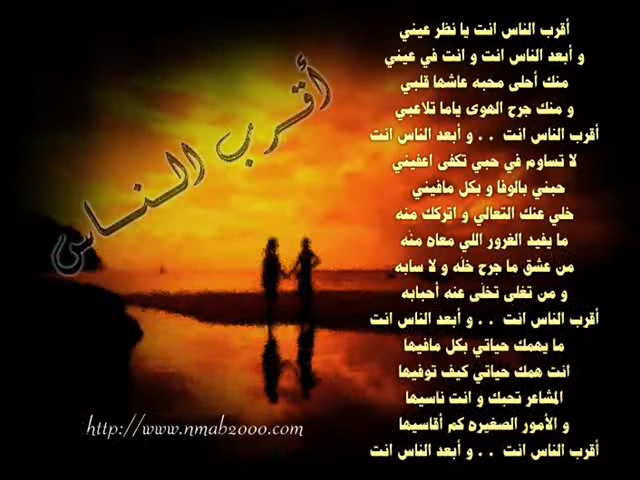 أقرب الناس
أقرب الناس انت يا نظر عيني
و أبعد الناس انت و انت في عيني
منك أحلى محبه عاشها قلبي
و منك جرح الهوى ياما تلاعبي
أقرب الناس انت . . و أبعد الناس انت
لا تساوم في حبي تكفى اعفيني
حبني بالوفا و بكل مافيني
خلي عنك التعالي و اتركك منه
ما يفيد الغرور اللي معاه منه
من عشق ما جرح خله و لا سابه
و من تغلى تخلى عنه أحبابه
أقرب الناس انت . . و أبعد الناس انت
ما يهمك حياتي بكل مافيها
انت همك حياتي كيف توفيها
المشاعر تحبك و انت ناسيها
و الأمور الصغيره كم أقاسيها
أقرب الناس انت . . و أبعد الناس انت
http://www.nmab2000.com